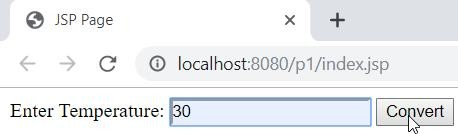 JSP Page
localhost:8080/p1/index.jsp
Enter Temperature: 30 Convert